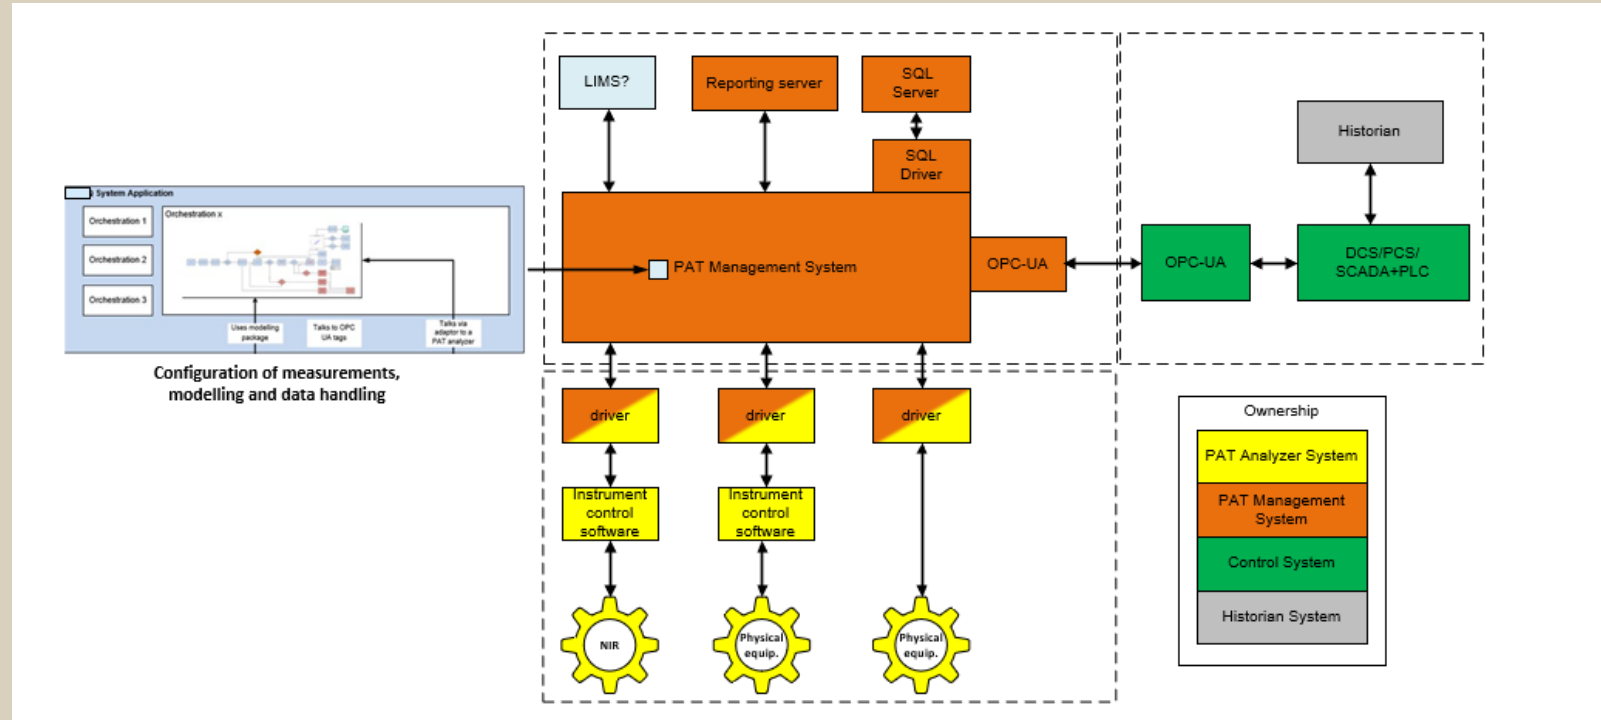 LIMS?
Reporting server
SQL
Server
SQL
Driver
Historian
System Application
Orchestration 1
Orchestration 2
Orchestration 3
Orchestration x
Uses modelling
package
Talks to OPC
UA tags
Talks via
adaptor to a
PAT analyzer
Configuration of measurements,
modelling and data handling
PAT Management System
OPC-UA
OPC-UA
DCS/PCS/
SCADA+PLC
driver
driver
driver
Instrument
control
software
Instrument
control
software
NIR
Physical
equip.
Physical
equip.
Ownership
PAT Analyzer System
PAT Management
System
Control System
Historian System